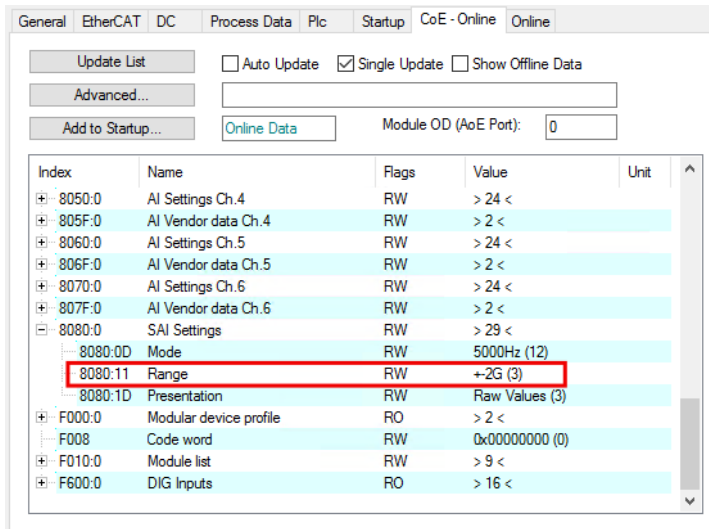 General EtherCAT DC Process Data Plc Startup CoE - Online Online
Update List Auto Update Single Update Show Offline Data
Advanced...
Add to Startup... Online Data Module OD (AoE Port): 0
Index Name Flags Value Unit
8050:0 AI Settings Ch.4 RW > 24 <
805F:0 AI Vendor data Ch.4 RW > 2 <
8060:0 AI Settings Ch.5 RW > 24 <
806F:0 AI Vendor data Ch.5 RW > 2 <
8070:0 AI Settings Ch.6 RW > 24 <
807F:0 AI Vendor data Ch.6 RW > 2 <
8080:0 SAI Settings RW > 29 <
8080:0D Mode RW 5000Hz (12)
8080:11 Range RW +-2G (3)
8080:1D Presentation RW Raw Values (3)
F000:0 Modular device profile RO > 2 <
F008 Code word RW 0x00000000 (0)
F010:0 Module list RW > 9 <
F600:0 DIG Inputs RO > 16 <